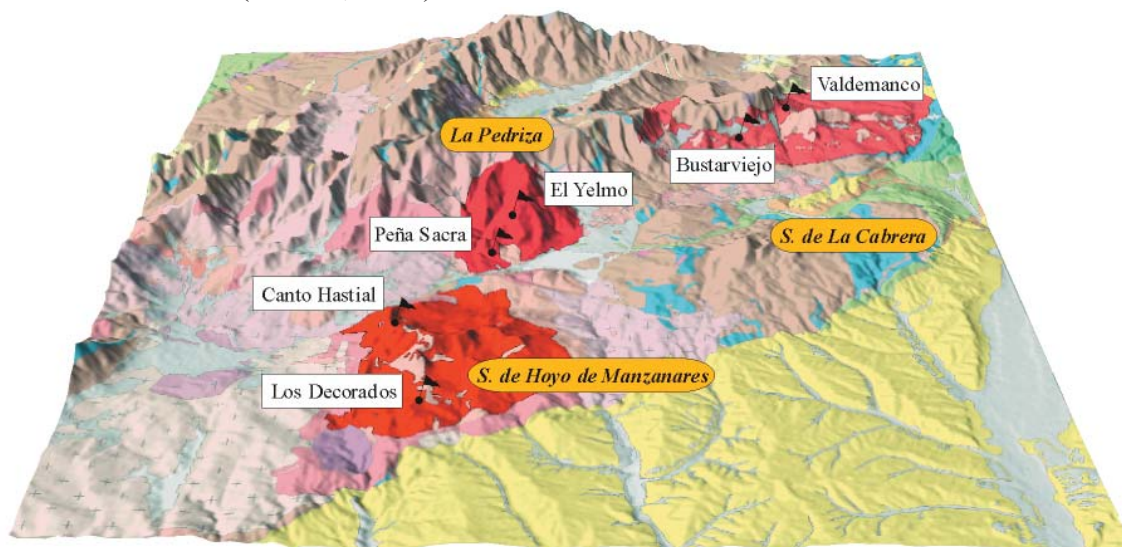 Valdemanco
La Pedriza
Bustarviejo
El Yelmo
Peña Sacra
S. de La Cabrera
Canto Hastial
S. de Hoyo de Manzanares
Los Decorados